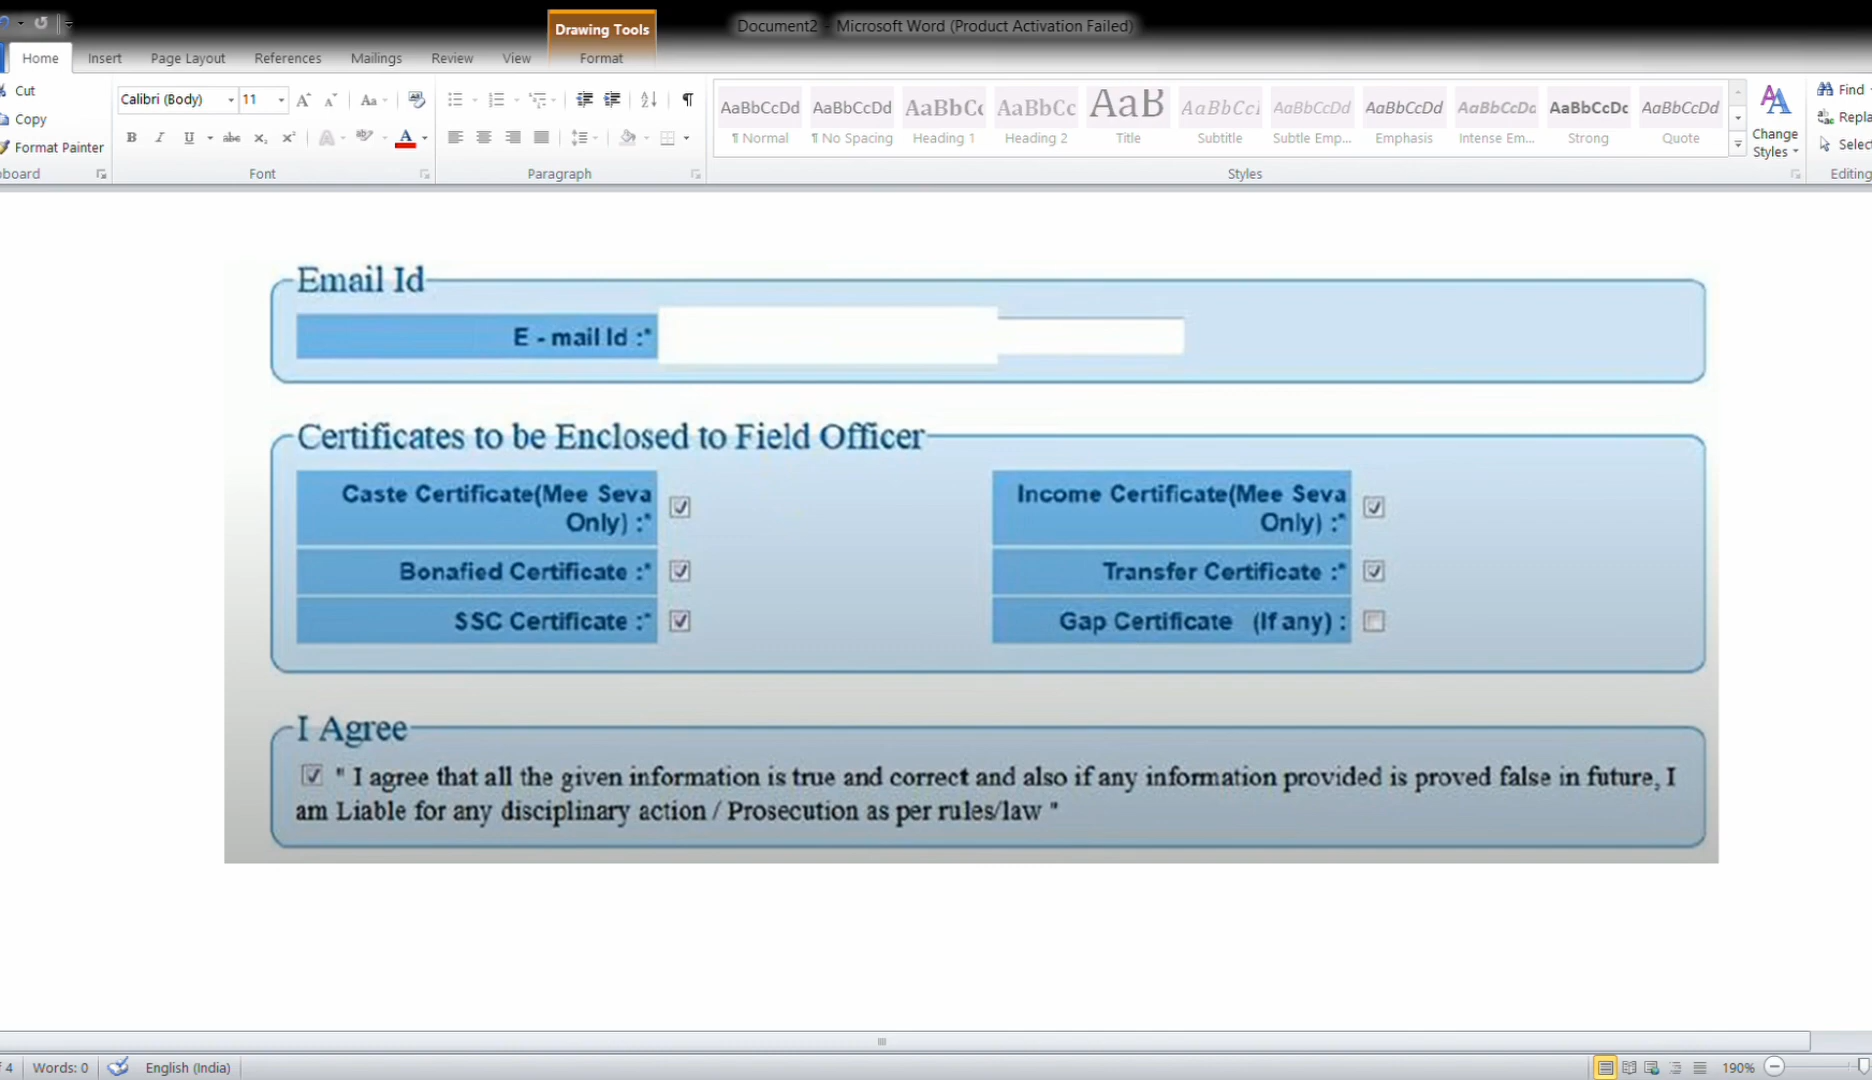 Document2 - Microsoft Word (Product Activation Failed)
Drawing Tools
Home Insert Page Layout References Mailings Review View Format
Cut
Copy
Format Painter
Calibri (Body) 11
Font
Paragraph
AaBbCcDd AaBbCcDd AaBbCc AaBbCc AaB AaBbCcI AaBbCcDd AaBbCcDd AaBbCcDd AaBbCcDc AaBbCcDd
¶ Normal ¶ No Spacing Heading 1 Heading 2 Title Subtitle Subtle Emp... Emphasis Intense Em... Strong Quote
Styles
Change
Styles
Find
Editing
Email Id
E - mail Id :*
Certificates to be Enclosed to Field Officer
Caste Certificate(Mee Seva
Only) :*
Income Certificate(Mee Seva
Only) :*
Bonafied Certificate :*
Transfer Certificate :*
SSC Certificate :*
Gap Certificate (If any) :
I Agree
" I agree that all the given information is true and correct and also if any information provided is proved false in future, I
am Liable for any disciplinary action / Prosecution as per rules/law "
4 Words: 0 English (India)
190%